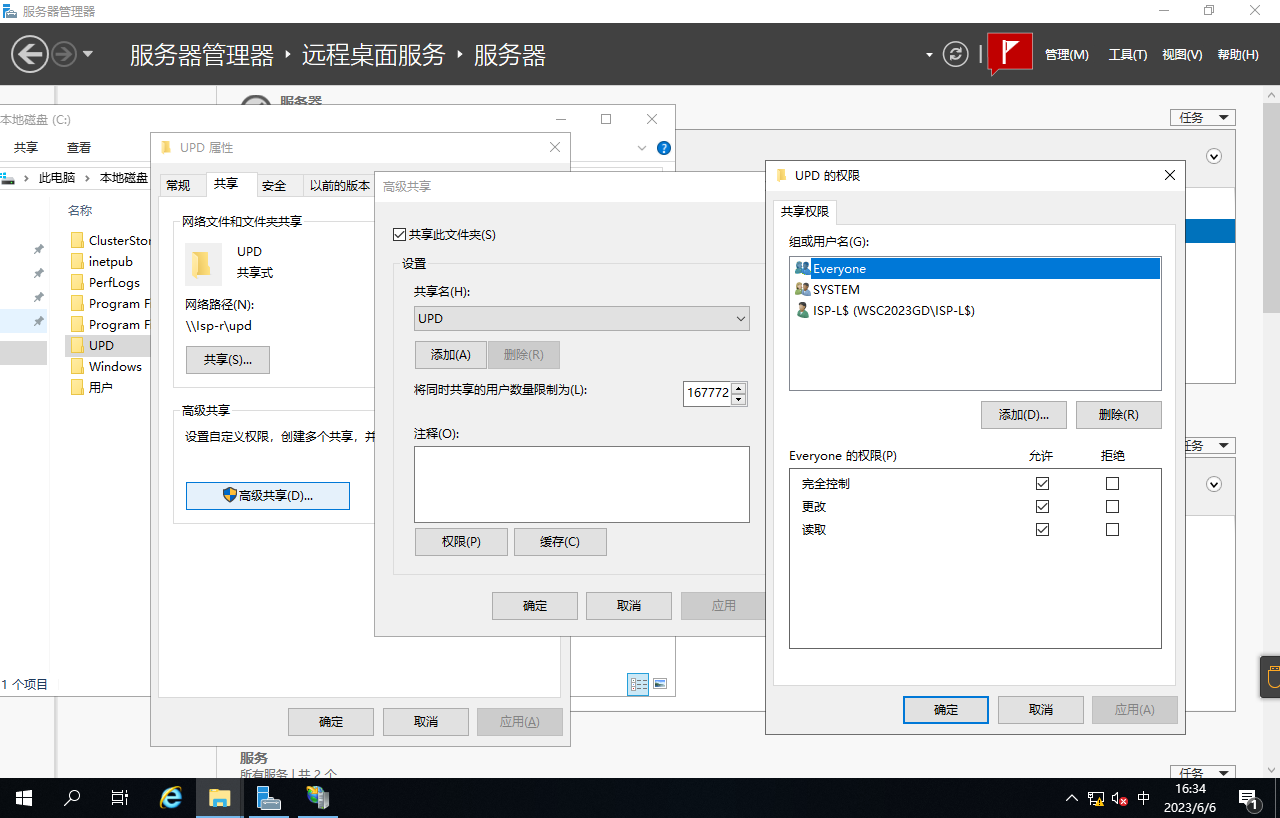 服务器管理器
服务器管理器 · 远程桌面服务 · 服务器
管理(M) 工具(T) 视图(V) 帮助(H)
服务器
任务
本地磁盘 (C:)
共享 查看
此电脑 本地磁盘
名称
ClusterStor
inetpub
PerfLogs
Program F
Program F
UPD
Windows
用户
1 个项目
UPD 属性
常规 共享 安全 以前的版本
网络文件和文件夹共享
UPD
共享式
网络路径(N):
\\Isp-r\upd
共享(S)...
高级共享
设置自定义权限，创建多个共享，并
高级共享(D)...
确定 取消 应用(A)
高级共享
共享此文件夹(S)
设置
共享名(H):
UPD
添加(A) 删除(R)
将同时共享的用户数量限制为(L):
167772
注释(O):
权限(P) 缓存(C)
确定 取消 应用
UPD 的权限
共享权限
组或用户名(G):
Everyone
SYSTEM
ISP-L$ (WSC2023GD\ISP-L$)
添加(D)... 删除(R)
Everyone 的权限(P) 允许 拒绝
完全控制
更改
读取
确定 取消 应用(A)
任务
服务
所有服务 | 共 2 个
任务
中
16:34
2023/6/6
1